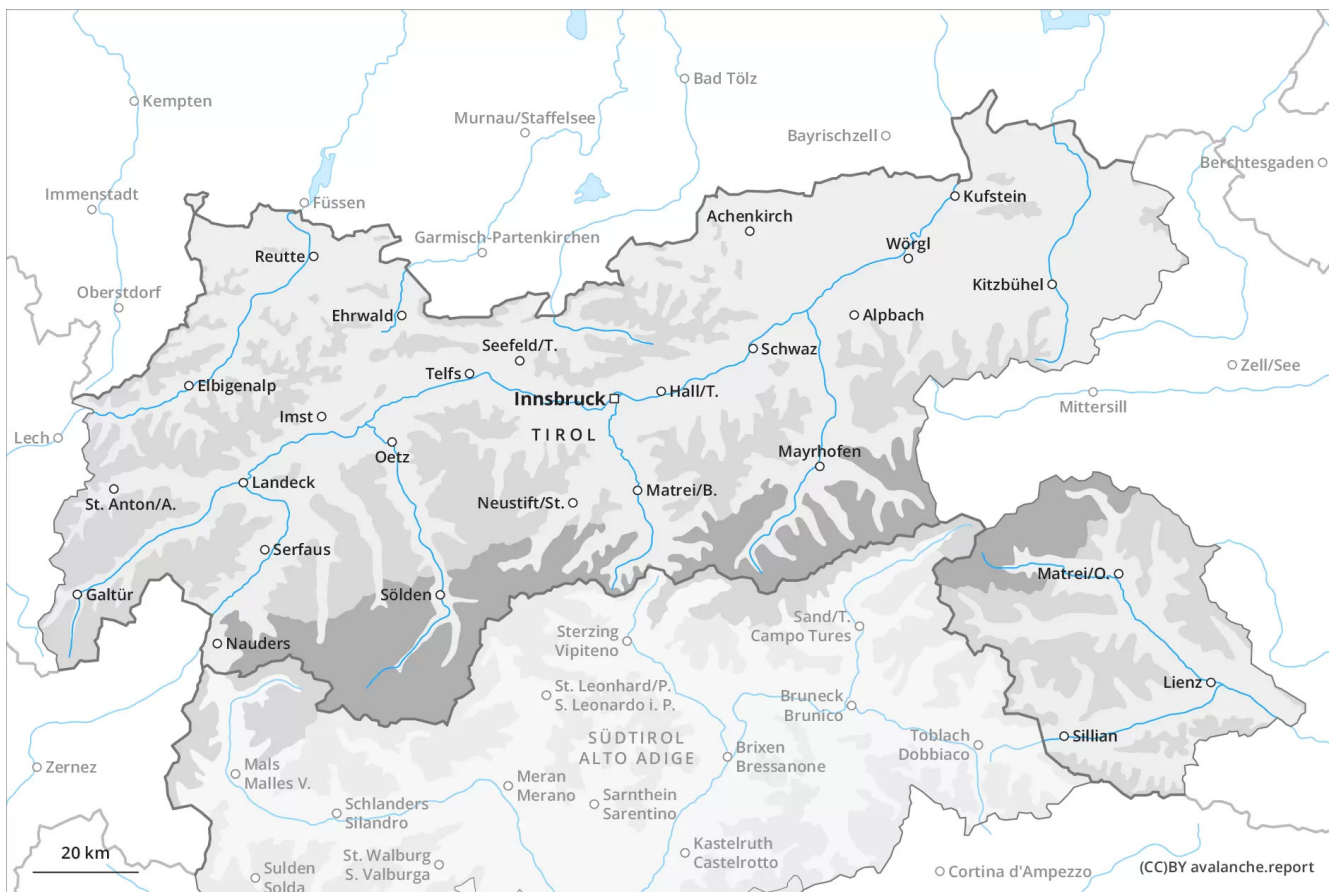 Bad Tölz
Kempten
Murnau/Staffelsee
Bayrischzell
Berchtesgaden
Immenstadt
Füssen
Kufstein
Achenkirch
Garmisch-Partenkirchen
Wörgl
Reutte
Kitzbühel
Oberstdorf
Ehrwald
Alpbach
Seefeld/T.
Schwaz
Zell/See
Telfs
Elbigenalp
Hall/T.
Innsbruck
Mittersill
Imst
Lech
TIROL
Oetz
Mayrhofen
Landeck
Matrei/B.
St. Anton/A.
Neustift/St.
Serfaus
Matrei/O.
Galtür
Sölden
Sand/T.
Campo Tures
Sterzing
Vipiteno
Nauders
Lienz
St. Leonhard/P.
S. Leonardo i. P.
Bruneck
Brunico
SÜDTIROL
ALTO ADIGE
Toblach
Dobbiaco
Sillian
Brixen
Bressanone
Zernez
Mals
Malles V.
Meran
Merano
Schlanders
Silandro
Sarnthein
Sarentino
Kastelruth
Castelrotto
20 km
St. Walburg
S. Valburga
Sulden
Solda
Cortina d'Ampezzo
(CC)BY avalanche.report